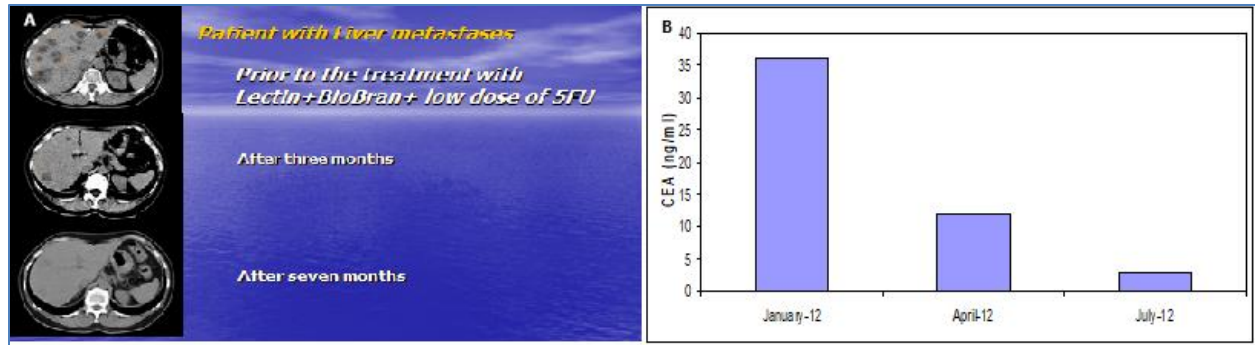 A
Patient with Liver metastases
Prior to the treatment with
Lectin+BioBran+ low dose of 5FU
After three months
After seven months
B
CEA (ng/ml)
40
35
30
25
20
15
10
5
0
January-12
April-12
July-12